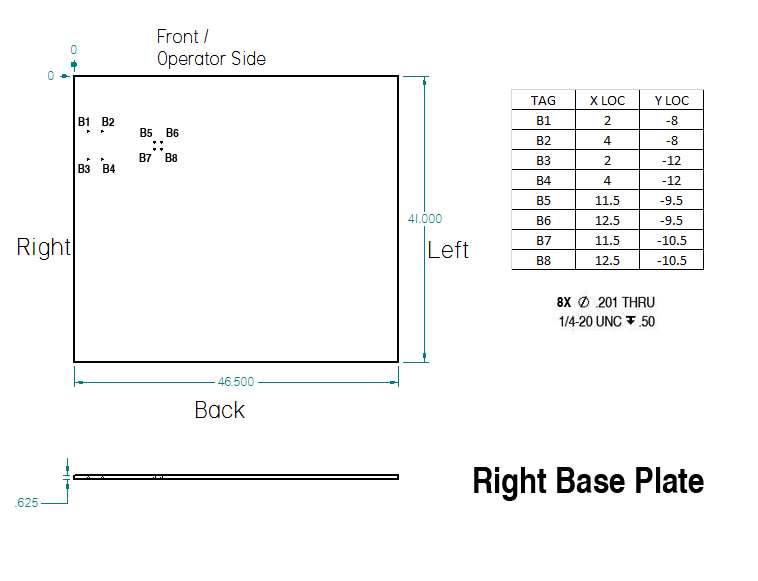 Front /
Operator Side
0
0
B1 B2
B3 B4
B5 B6
B7 B8
Right
41.000
Left
46.500
Back
TAG X LOC Y LOC
B1 2 -8
B2 4 -8
B3 2 -12
B4 4 -12
B5 11.5 -9.5
B6 12.5 -9.5
B7 11.5 -10.5
B8 12.5 -10.5
8X ∅ .201 THRU
1/4-20 UNC ↧ .50
.625
Right Base Plate